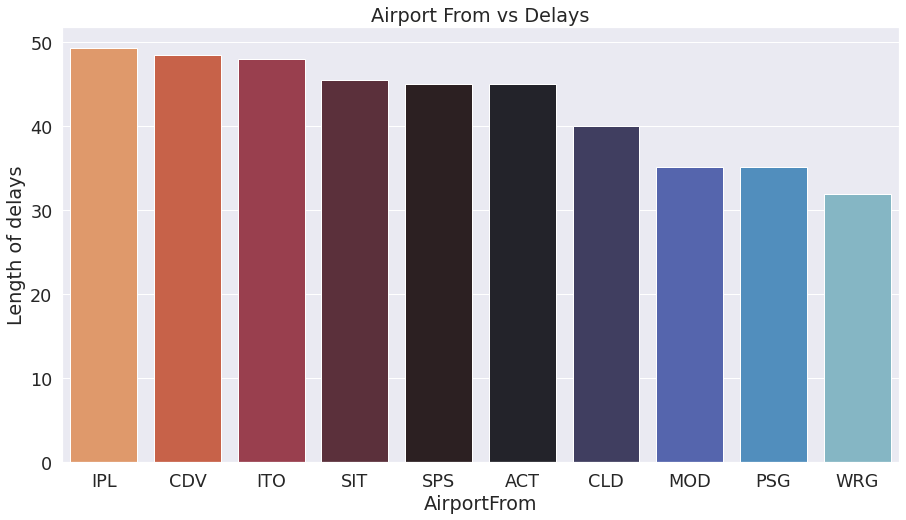 Airport From vs Delays
Length of delays
50
40
30
20
10
0
IPL CDV ITO SIT SPS ACT CLD MOD PSG WRG
AirportFrom